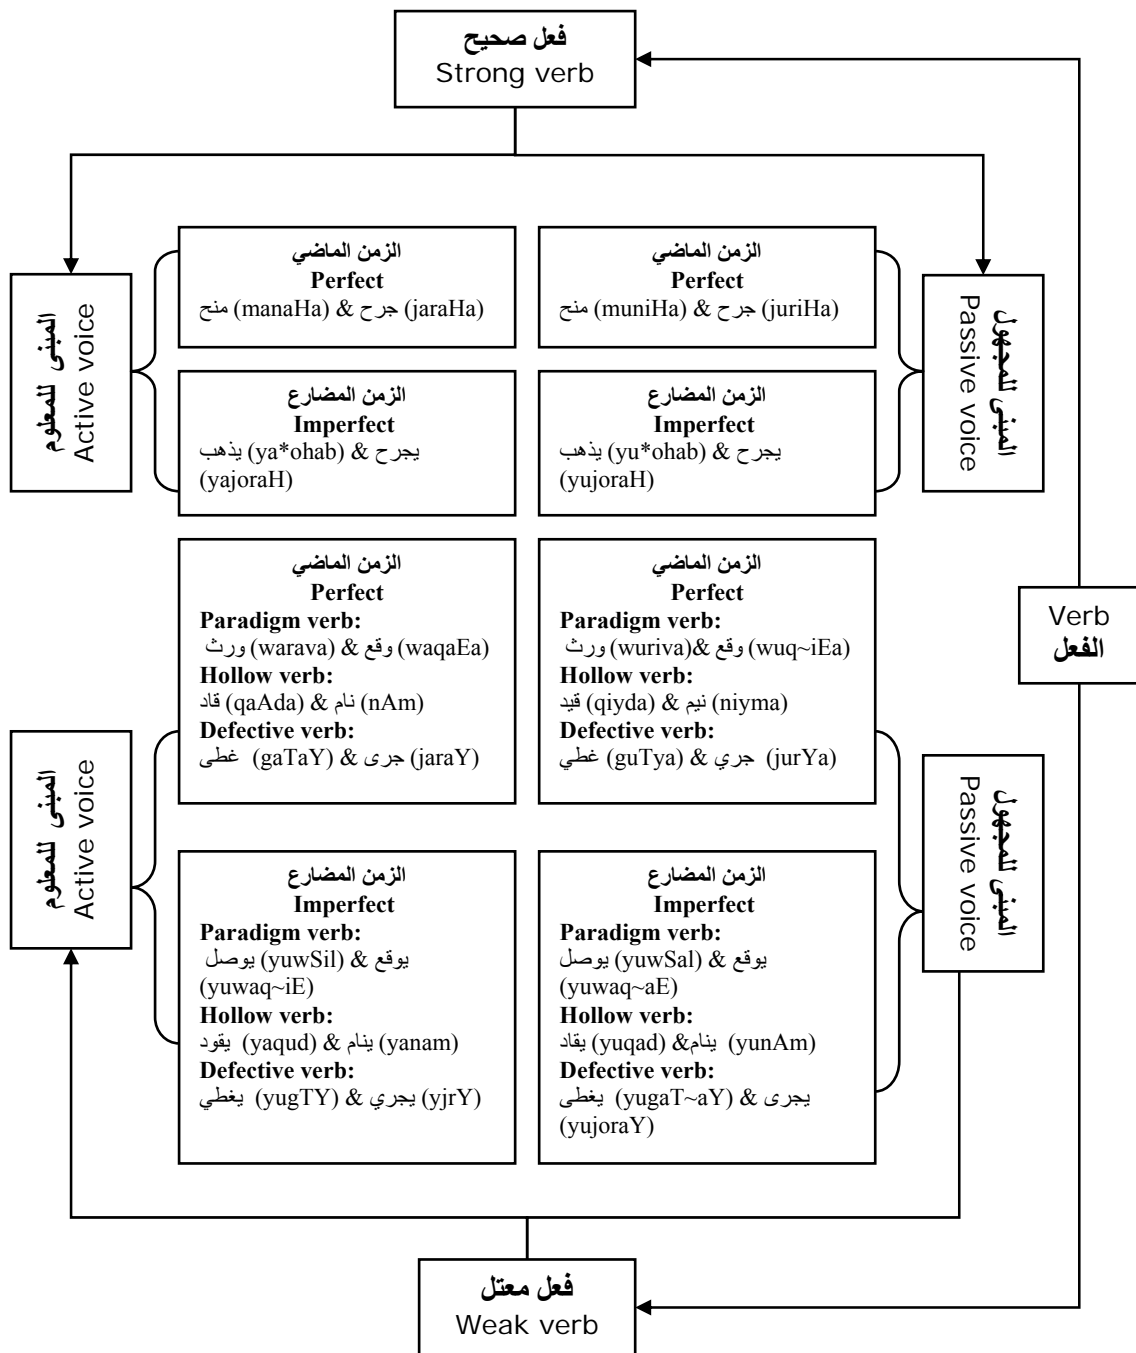 فعل صحيح
Strong verb
الزمن الماضي
Perfect
منح (manaHa) & جرح (jaraHa)
الزمن الماضي
Perfect
منح (muniHa) & جرح (juriHa)
المبنى للمعلوم
Active voice
المبنى للمجهول
Passive voice
الزمن المضارع
Imperfect
يذهب (ya*ohab) & يجرح
(yajoraH)
الزمن المضارع
Imperfect
يذهب (yu*ohab) & يجرح
(yujoraH)
Verb
الفعل
الزمن الماضي
Perfect
Paradigm verb:
ورث (warava) & وقع (waqaEa)
Hollow verb:
قاد (qaAda) & نام (nAm)
Defective verb:
غطى (gaTaY) & جرى (jaraY)
الزمن الماضي
Perfect
Paradigm verb:
ورث (wuriva)& وقع (wuq~iEa)
Hollow verb:
قيد (qiyda) & نيم (niyma)
Defective verb:
غطي (guTya) & جري (jurYa)
المبنى للمعلوم
Active voice
المبنى للمجهول
Passive voice
الزمن المضارع
Imperfect
Paradigm verb:
يوصل (yuwSil) & يوقع
(yuwaq~iE)
Hollow verb:
يقود (yaqud) & ينام (yanam)
Defective verb:
يغطي (yugTY) & يجري (yjrY)
الزمن المضارع
Imperfect
Paradigm verb:
يوصل (yuwSal) & يوقع
(yuwaq~aE)
Hollow verb:
يقاد (yuqad) &ينام (yunAm)
Defective verb:
يغطى (yugaT~aY) & يجرى
(yujoraY)
فعل معتل
Weak verb